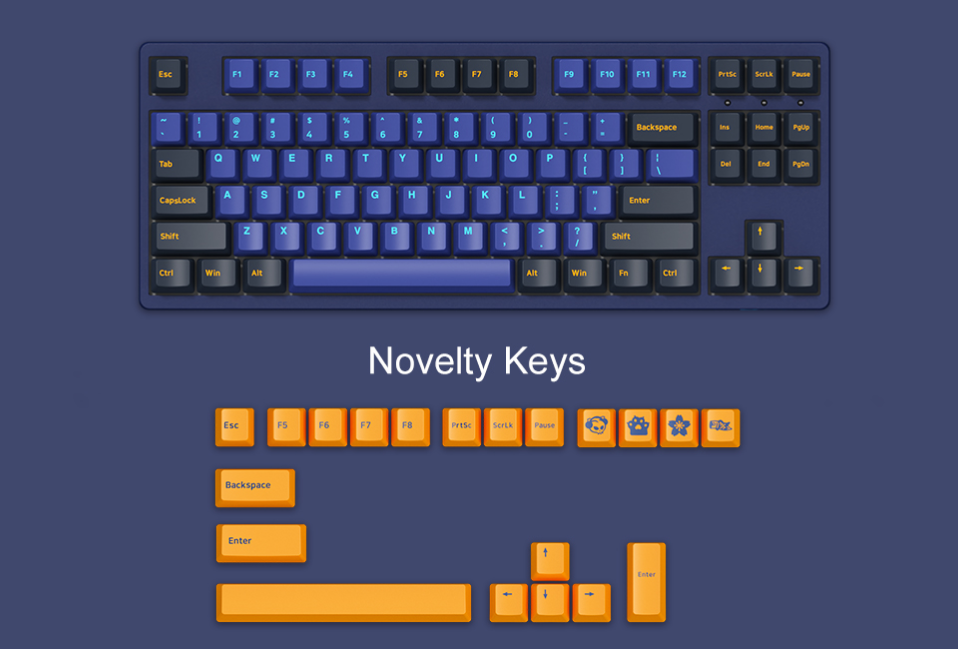 Esc F1 F2 F3 F4 F5 F6 F7 F8 F9 F10 F11 F12 PrtSc ScrLk Pause
~ ! @ # $ % ^ & * ( ) _ +
` 1 2 3 4 5 6 7 8 9 0 - = Backspace Ins Home PgUp
Tab Q W E R T Y U I O P { } ¦
[ ] \ Del End PgDn
CapsLock A S D F G H J K L : " Enter
; ,
Shift Z X C V B N M < > ? Shift ↑
, . /
Ctrl Win Alt Alt Win Fn Ctrl ← ↓ →
Novelty Keys
Esc F5 F6 F7 F8 PrtSc ScrLk Pause
Backspace
Enter
↑
Enter
← ↓ →